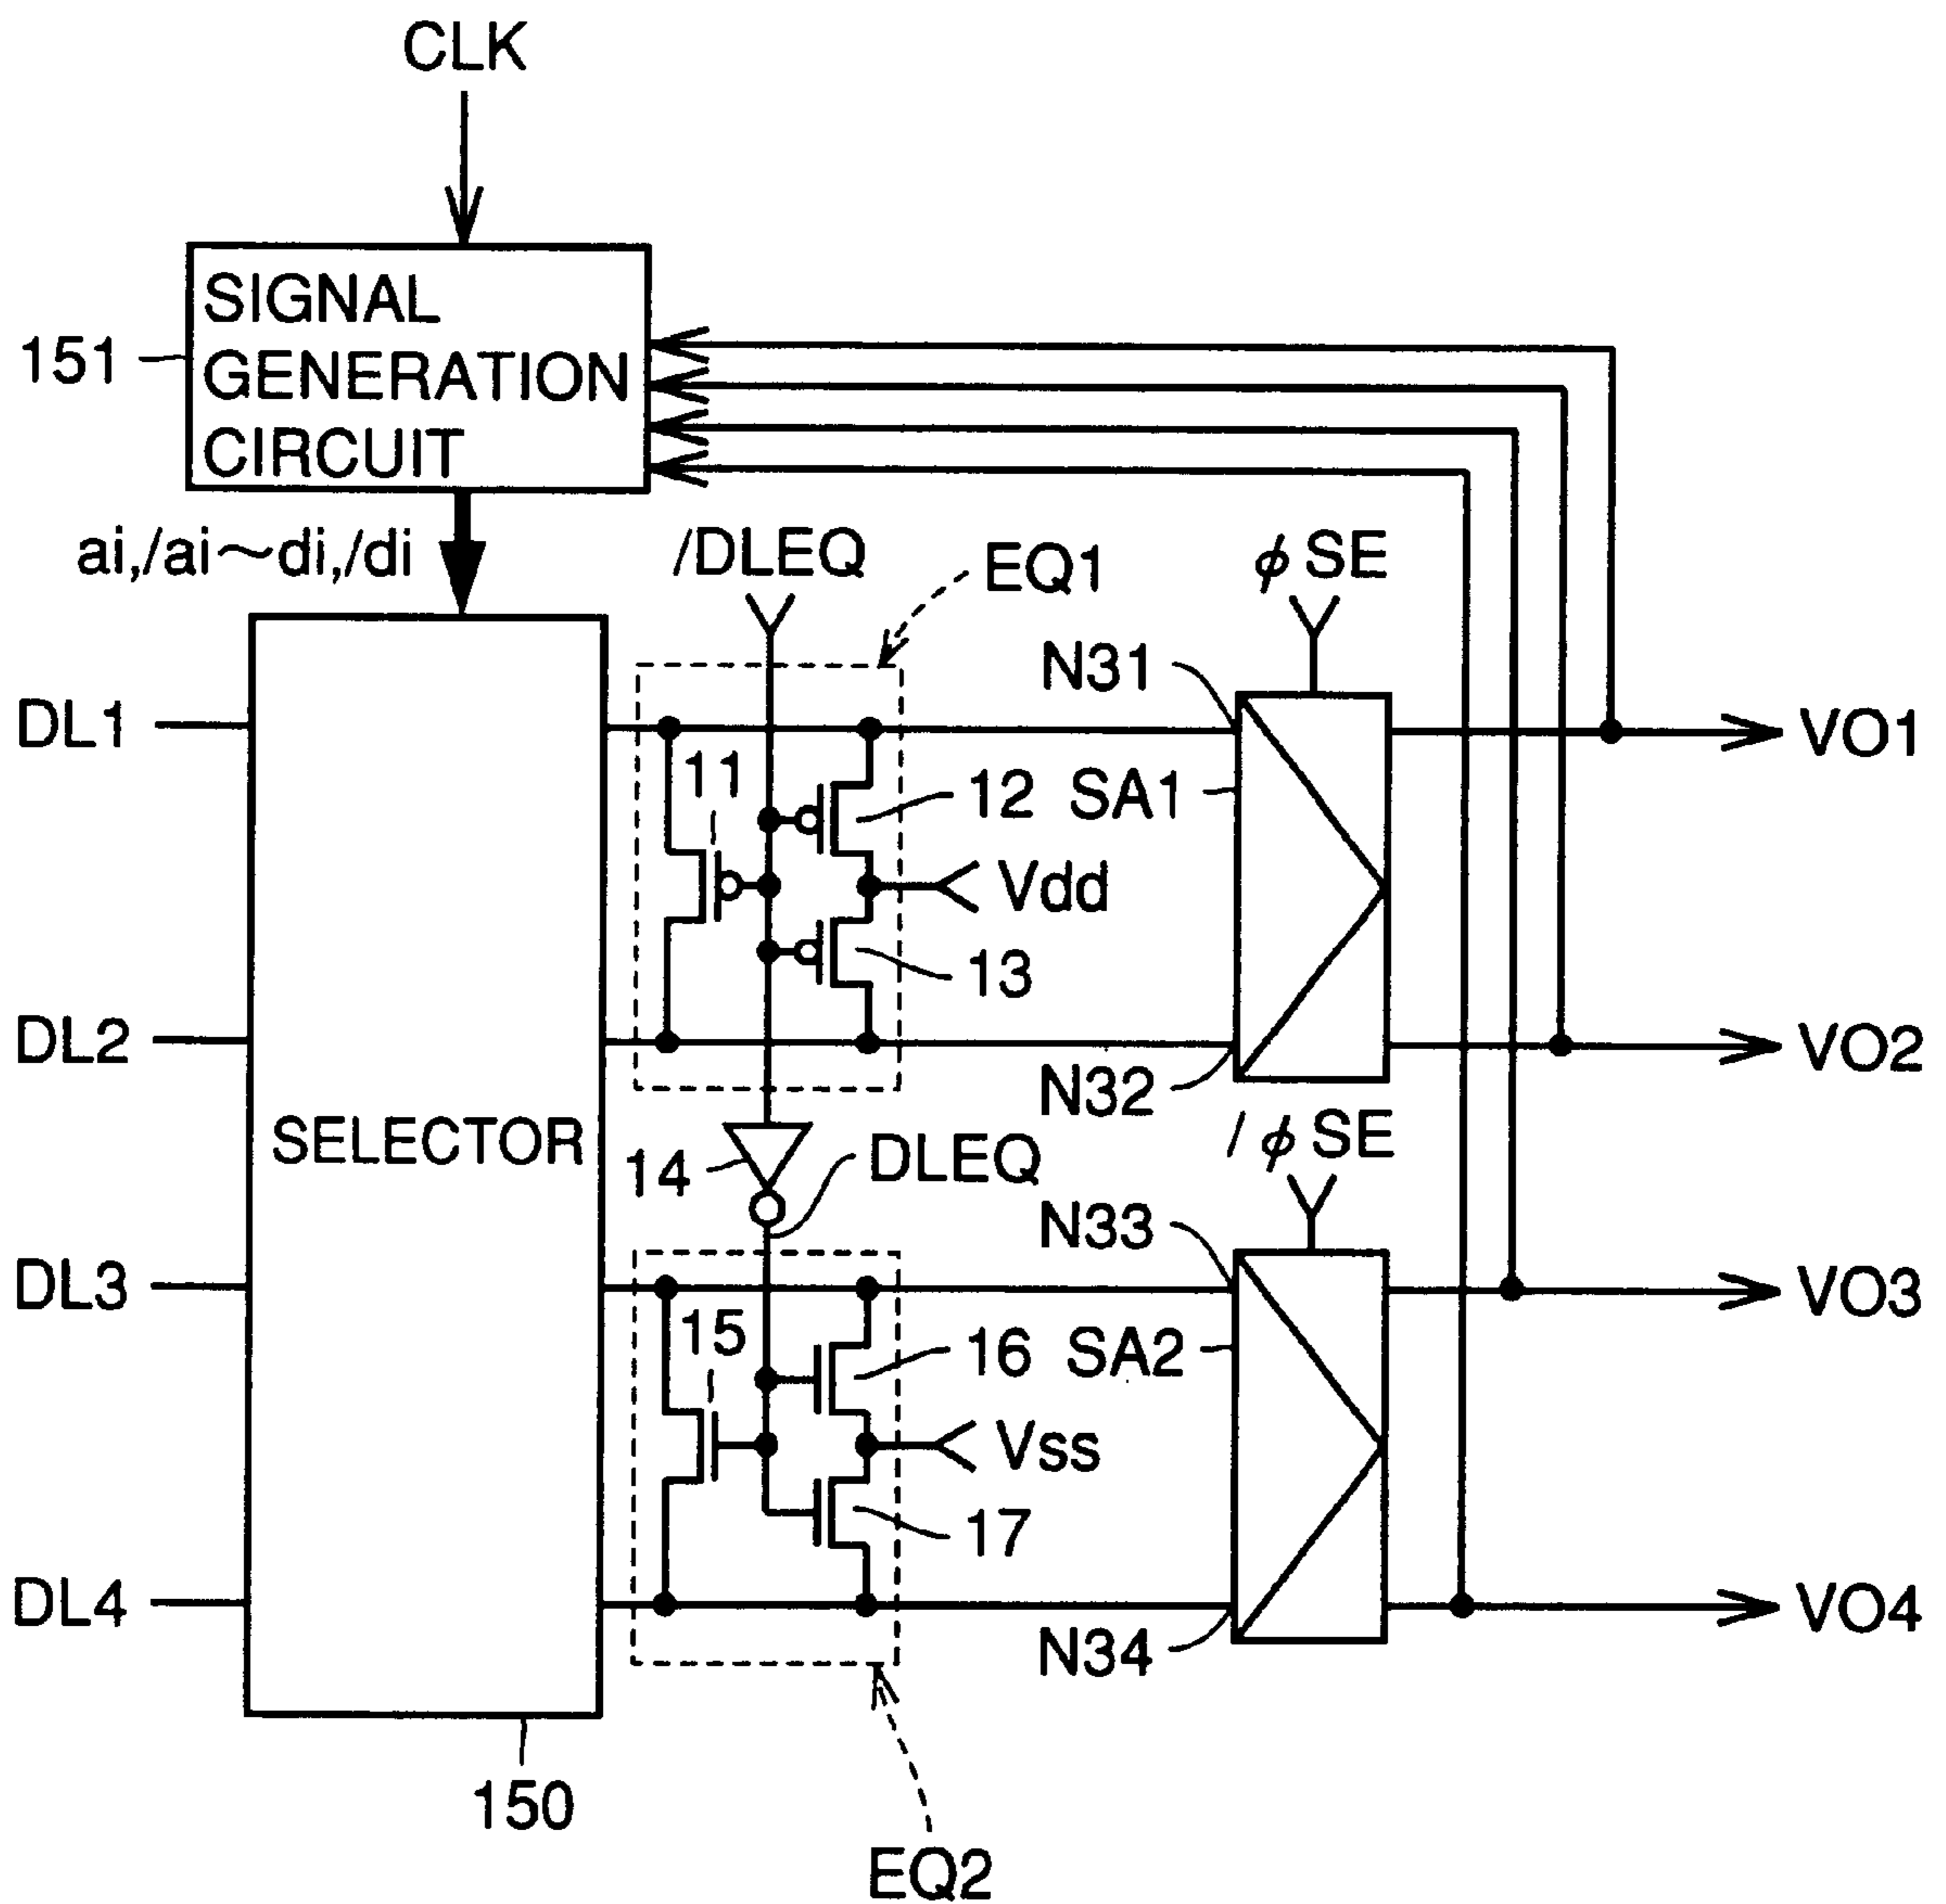 CLK
SIGNAL
GENERATION
CIRCUIT
151
ai,/ai~di,/di
/DLEQ
EQ1
φSE
N31
DL1
VO1
11
12
SA1
Vdd
13
DL2
VO2
N32
/φSE
SELECTOR
14
DLEQ
N33
DL3
VO3
15
16
SA2
Vss
17
DL4
VO4
N34
150
EQ2